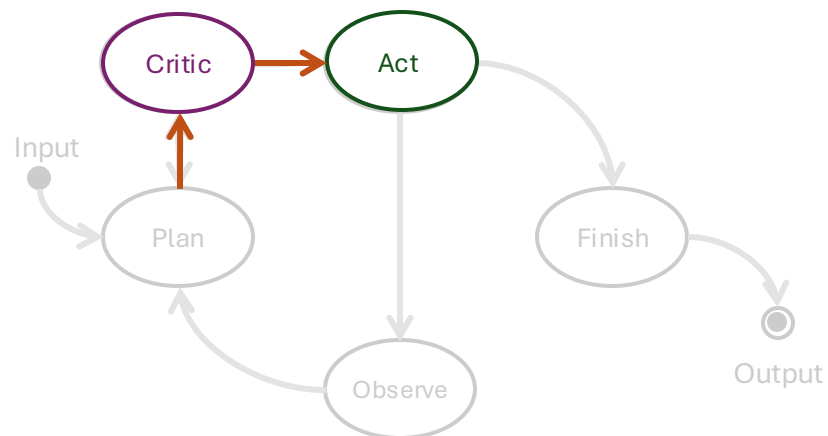 Critic
Act
Input
Plan
Finish
Observe
Output